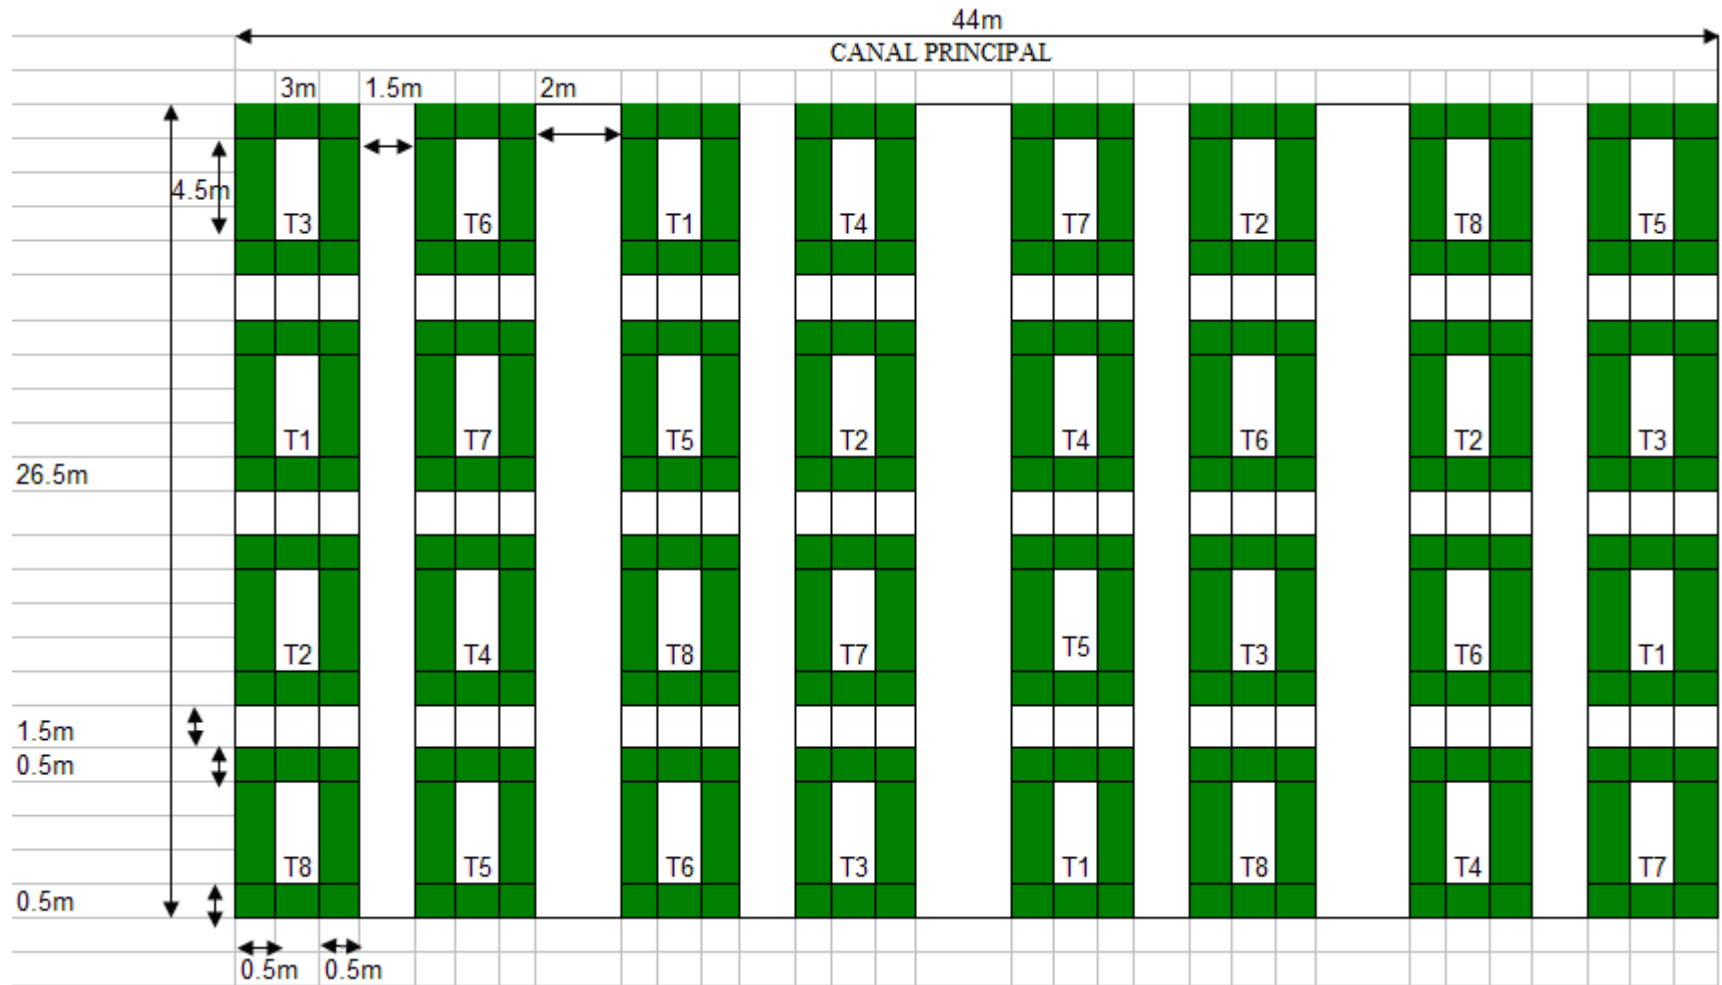 44m
CANAL PRINCIPAL
3m 1.5m 2m
4.5m
T3 T6 T1 T4 T7 T2 T8 T5
T1 T7 T5 T2 T4 T6 T2 T3
26.5m
T2 T4 T8 T7 T5 T3 T6 T1
1.5m
0.5m
T8 T5 T6 T3 T1 T8 T4 T7
0.5m
0.5m 0.5m